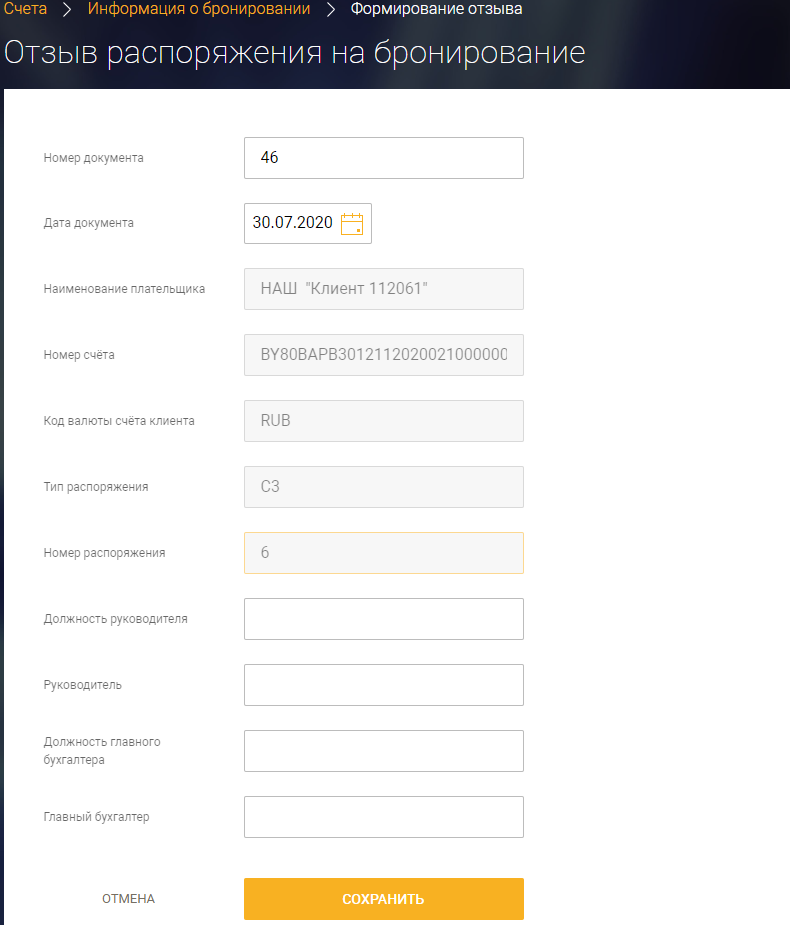 Счета > Информация о бронировании > Формирование отзыва
Отзыв распоряжения на бронирование
Номер документа 46
Дата документа 30.07.2020
Наименование плательщика НАШ "Клиент 112061"
Номер счёта BY80BAPB3012112020021000000
Код валюты счёта клиента RUB
Тип распоряжения СЗ
Номер распоряжения 6
Должность руководителя
Руководитель
Должность главного
бухгалтера
Главный бухгалтер
ОТМЕНА СОХРАНИТЬ